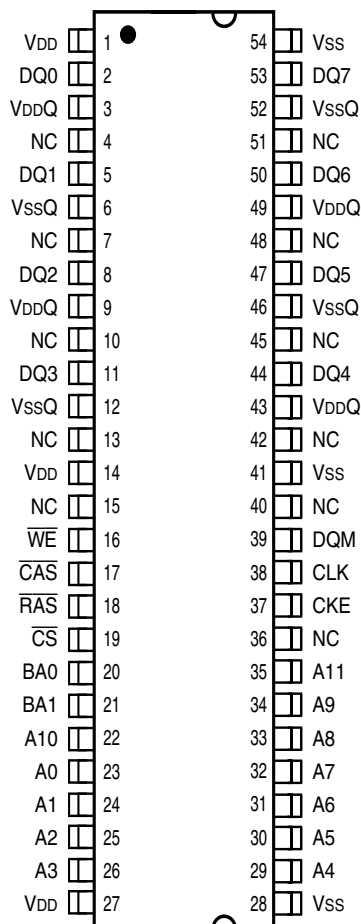 VDD 1 54 VSS
DQ0 2 53 DQ7
VDDQ 3 52 VSSQ
NC 4 51 NC
DQ1 5 50 DQ6
VSSQ 6 49 VDDQ
NC 7 48 NC
DQ2 8 47 DQ5
VDDQ 9 46 VSSQ
NC 10 45 NC
DQ3 11 44 DQ4
VSSQ 12 43 VDDQ
NC 13 42 NC
VDD 14 41 VSS
NC 15 40 NC
W̅E̅ 16 39 DQM
C̅A̅S̅ 17 38 CLK
R̅A̅S̅ 18 37 CKE
C̅S̅ 19 36 NC
BA0 20 35 A11
BA1 21 34 A9
A10 22 33 A8
A0 23 32 A7
A1 24 31 A6
A2 25 30 A5
A3 26 29 A4
VDD 27 28 VSS